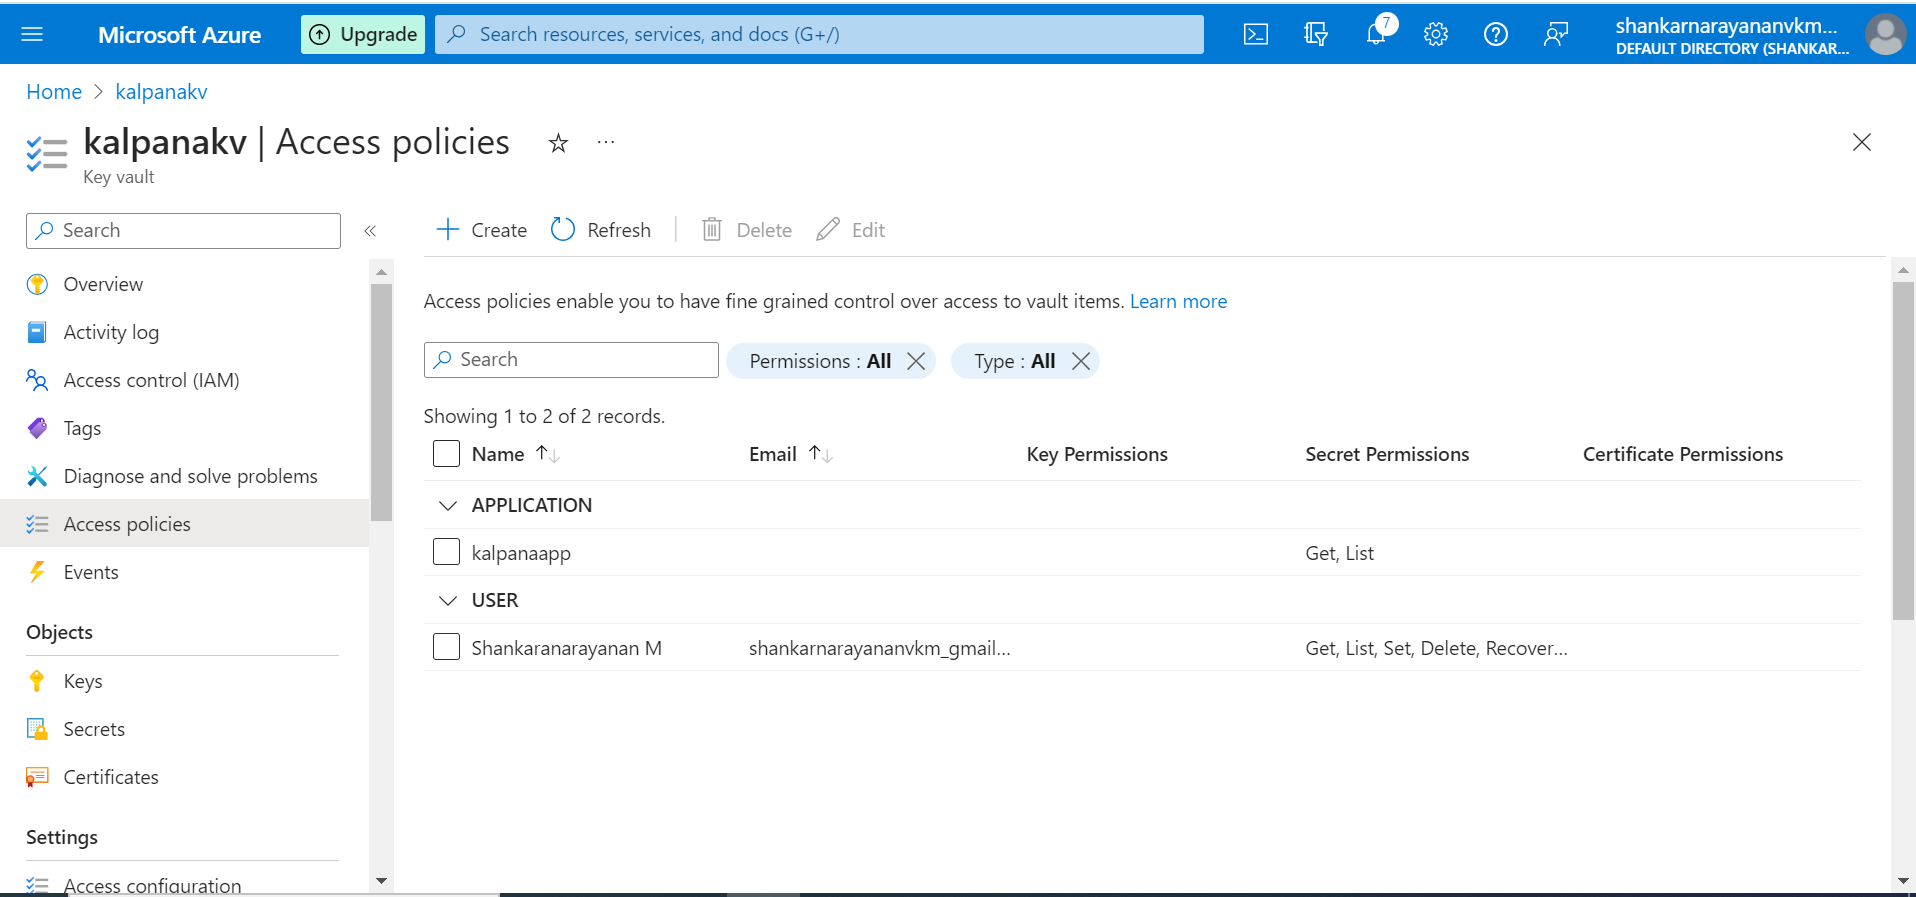 Microsoft Azure
Upgrade
Search resources, services, and docs (G+/)
7
shankarnarayananvkm...
DEFAULT DIRECTORY (SHANKAR...
Home > kalpanakv
kalpanakv | Access policies
...
Key vault
Search
«
Create
Refresh
Delete
Edit
Overview
Activity log
Access control (IAM)
Tags
Diagnose and solve problems
Access policies
Events
Objects
Keys
Secrets
Certificates
Settings
Access configuration
Access policies enable you to have fine grained control over access to vault items. Learn more
Search
Permissions : All
Type : All
Showing 1 to 2 of 2 records.
Name Email Key Permissions Secret Permissions Certificate Permissions
APPLICATION
kalpanaapp Get, List
USER
Shankaranarayanan M shankarnarayananvkm_gmail... Get, List, Set, Delete, Recover...